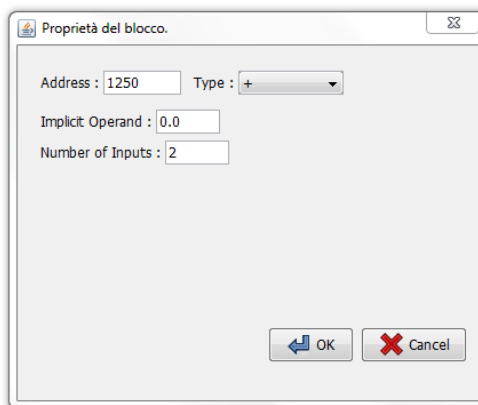 Proprietà del blocco.
Address : 1250 Type : +
Implicit Operand : 0.0
Number of Inputs : 2
OK Cancel